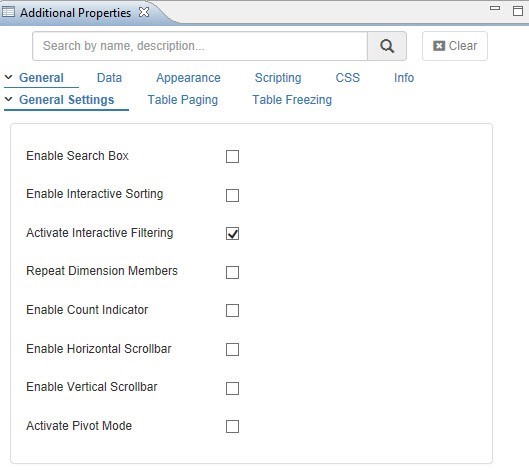 Additional Properties
Search by name, description...
Clear
General Data Appearance Scripting CSS Info
General Settings Table Paging Table Freezing
Enable Search Box
Enable Interactive Sorting
Activate Interactive Filtering
Repeat Dimension Members
Enable Count Indicator
Enable Horizontal Scrollbar
Enable Vertical Scrollbar
Activate Pivot Mode